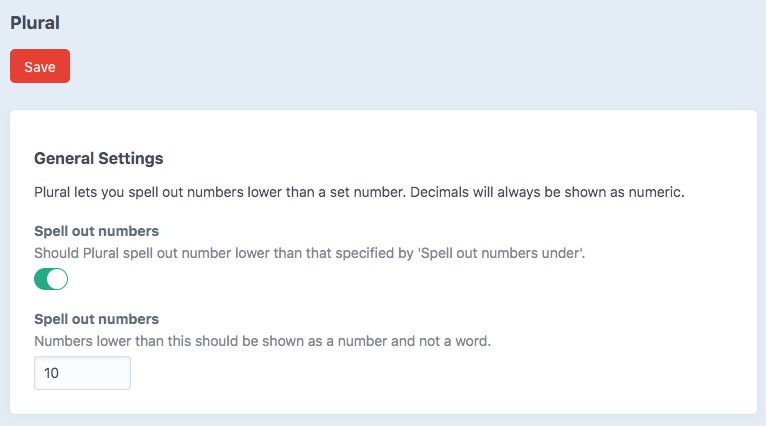 Plural
Save
General Settings
Plural lets you spell out numbers lower than a set number. Decimals will always be shown as numeric.
Spell out numbers
Should Plural spell out number lower than that specified by 'Spell out numbers under'.
Spell out numbers
Numbers lower than this should be shown as a number and not a word.
10